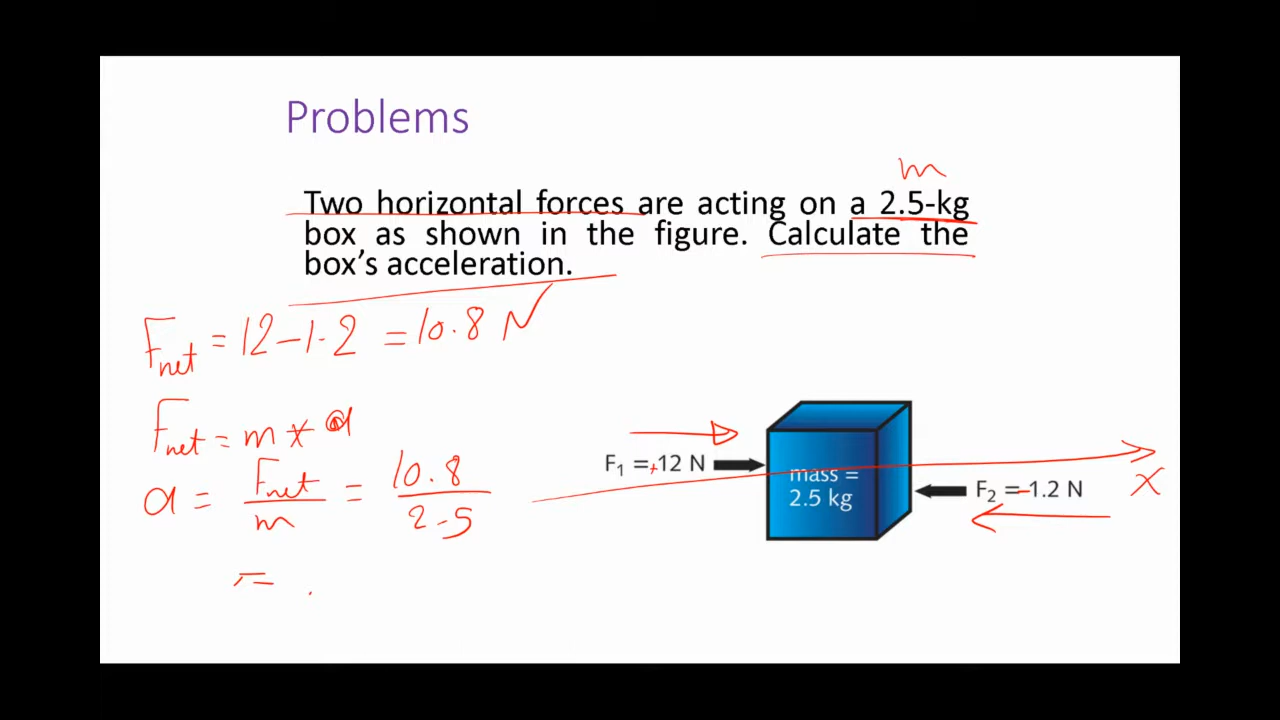 Problems
m
Two horizontal forces are acting on a 2.5-kg
box as shown in the figure. Calculate the
box's acceleration.
Fnet = 12 - 1.2 = 10.8 N
Fnet = m * a
a = Fnet / m = 10.8 / 2.5
=
F1 = +12 N
mass =
2.5 kg
F2 = -1.2 N
X